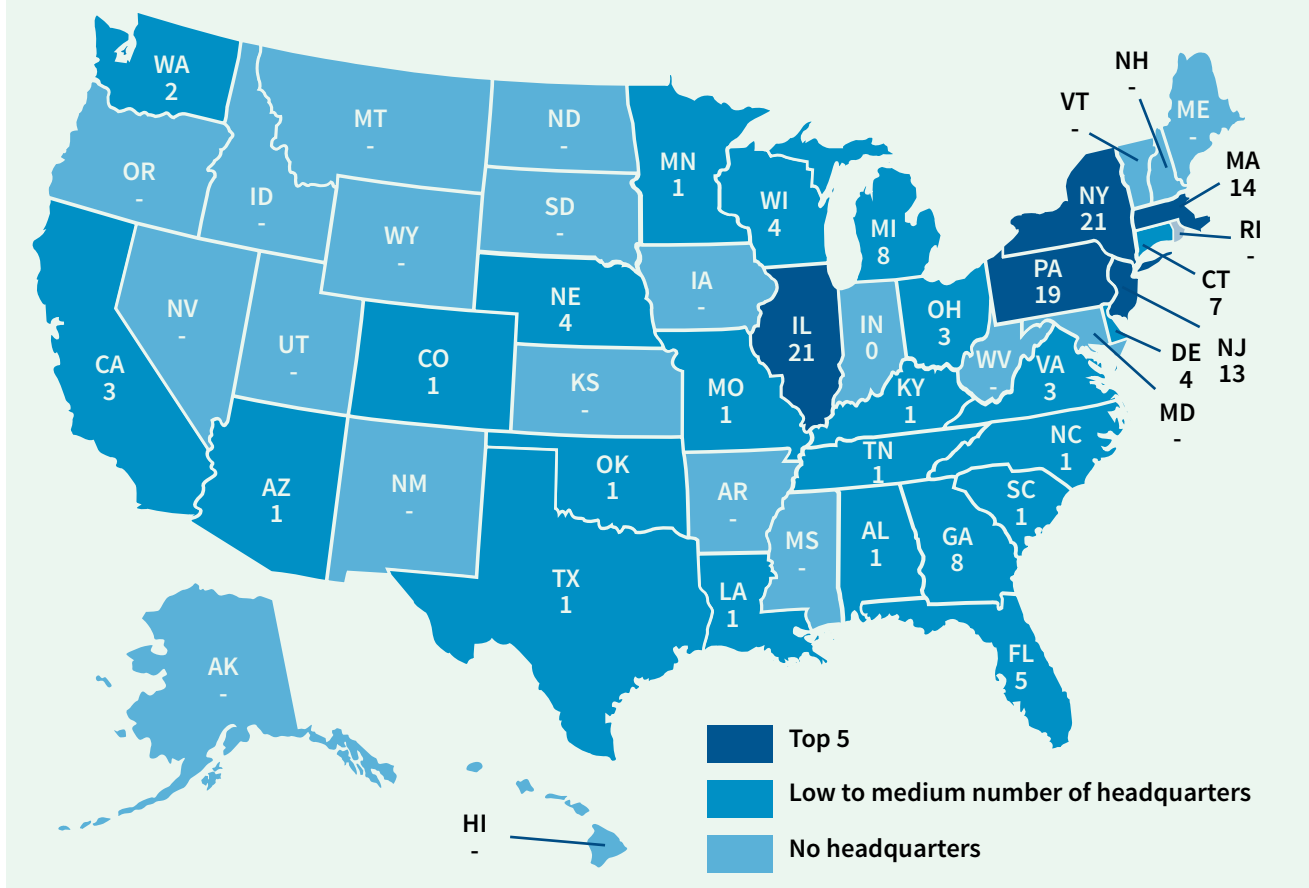 WA
2
MT
-
ND
-
MN
1
OR
-
ID
-
SD
-
WI
4
MI
8
NY
21
VT
-
NH
-
ME
-
MA
14
RI
-
CT
7
NJ
13
DE
4
MD
-
WY
-
NE
4
IA
-
PA
19
NV
-
UT
-
CO
1
KS
-
MO
1
IL
21
IN
0
OH
3
WV
-
VA
3
KY
1
CA
3
AZ
1
NM
-
OK
1
AR
-
TN
1
NC
1
SC
1
TX
1
LA
1
MS
-
AL
1
GA
8
FL
5
AK
-
HI
-
Top 5
Low to medium number of headquarters
No headquarters